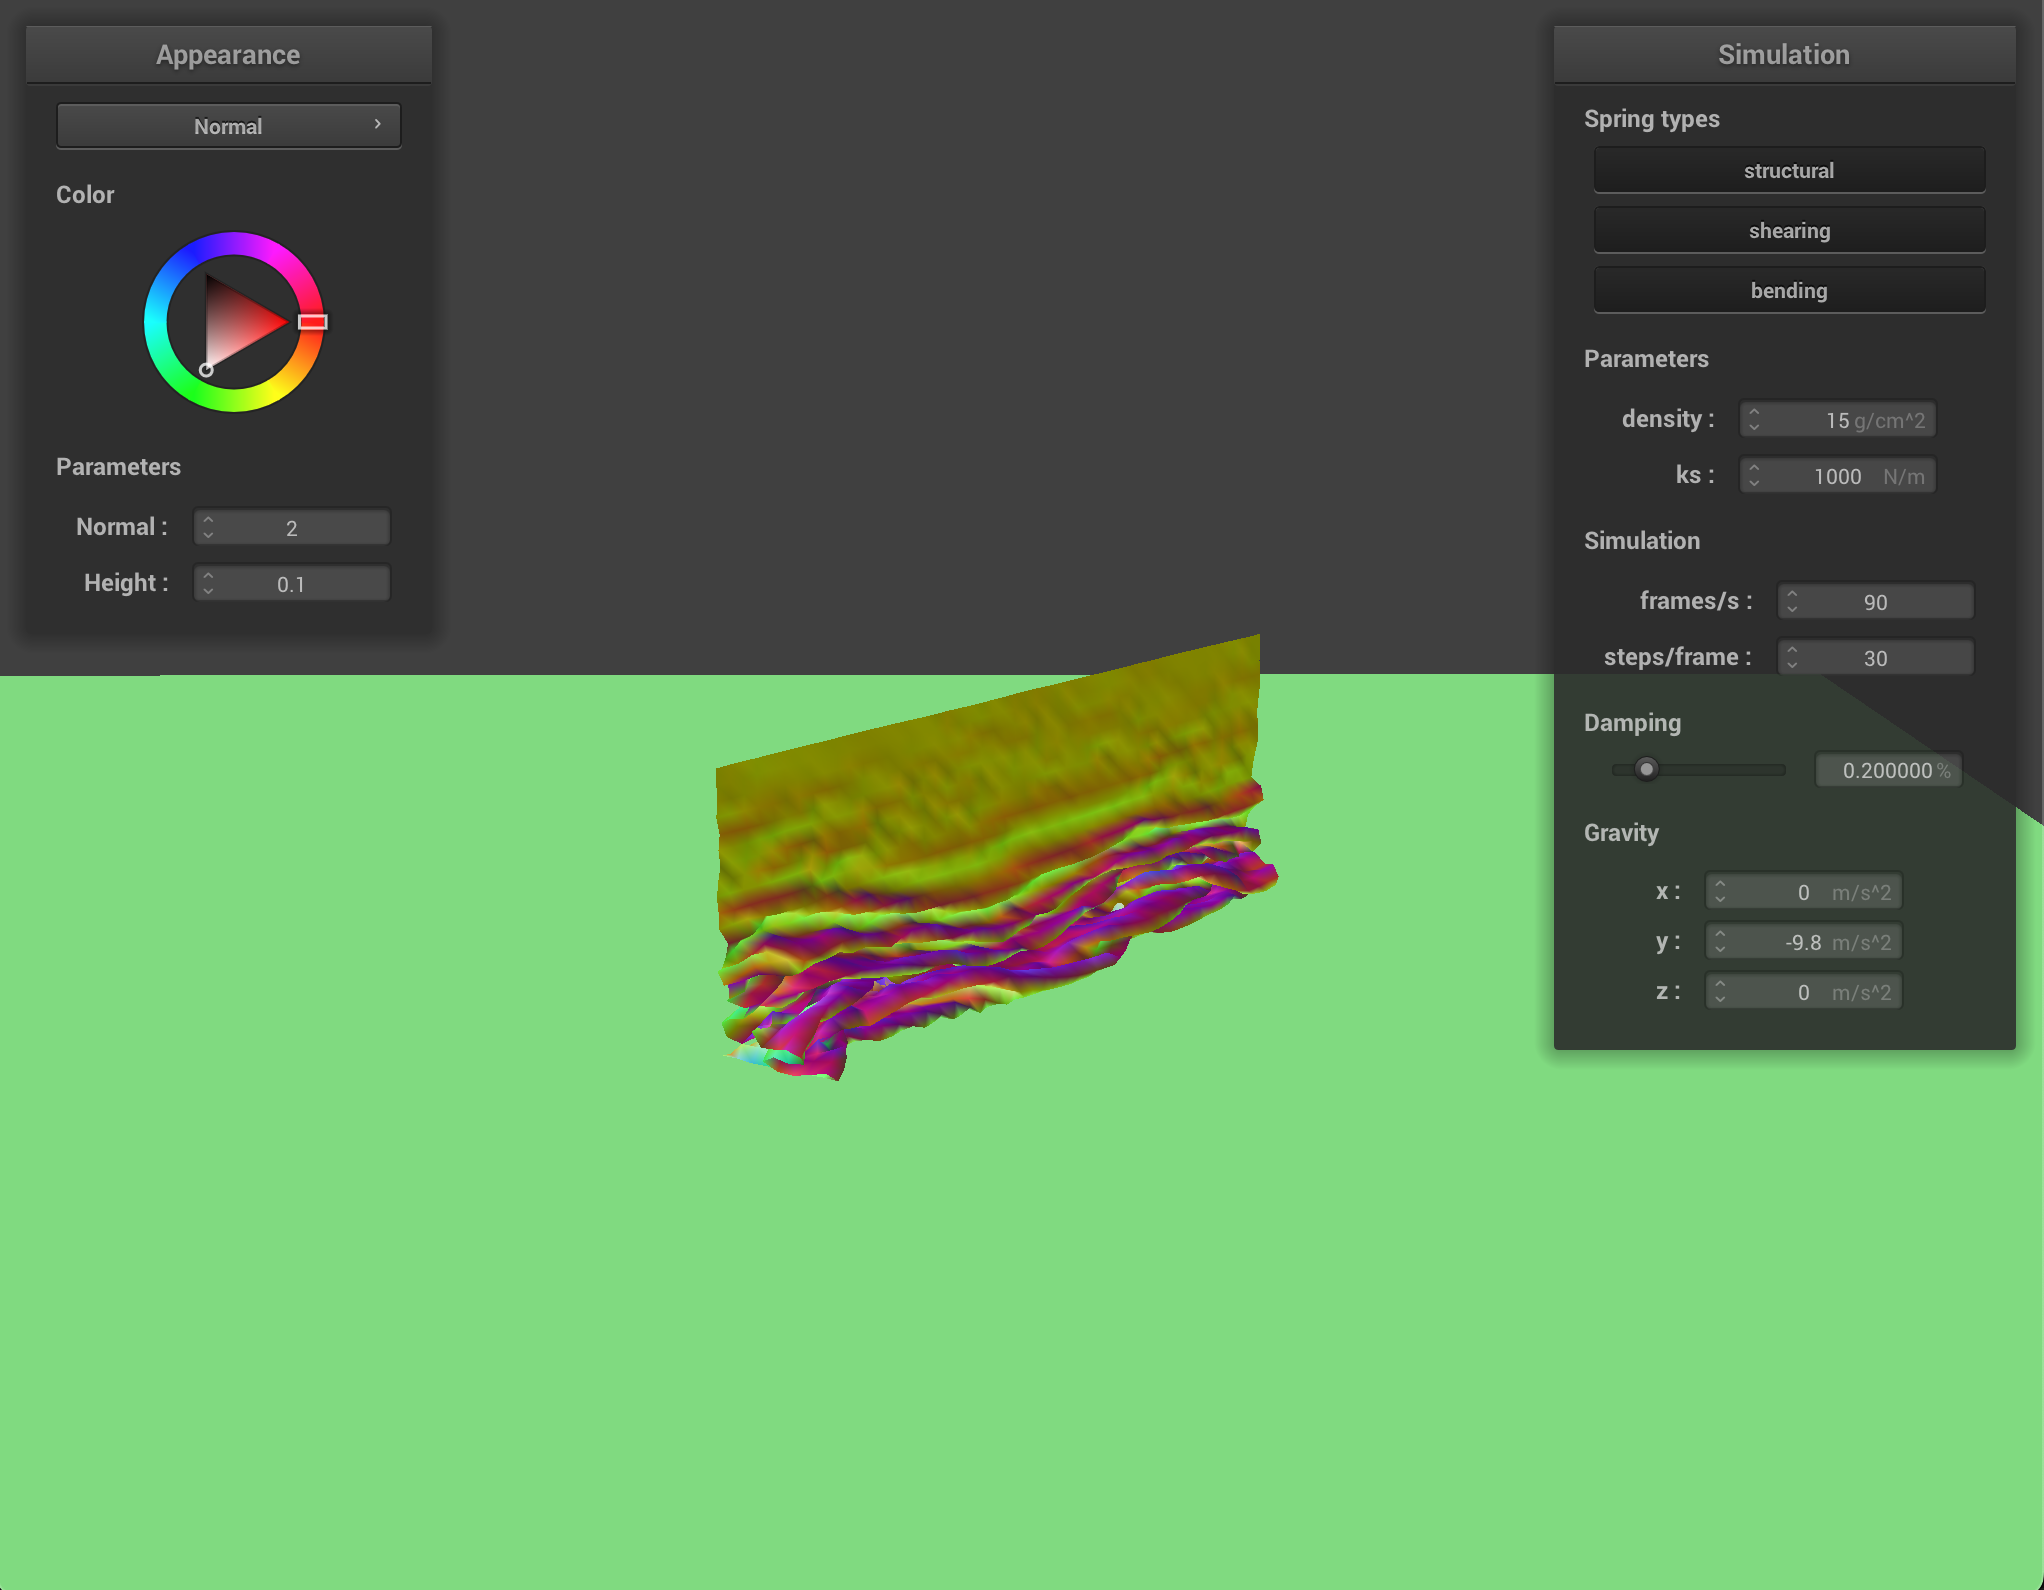 Appearance
Normal
Color
Parameters
Normal : 2
Height : 0.1
Simulation
Spring types
structural
shearing
bending
Parameters
density : 15 g/cm^2
ks : 1000 N/m
Simulation
frames/s : 90
steps/frame : 30
Damping
0.200000 %
Gravity
x : 0 m/s^2
y : -9.8 m/s^2
z : 0 m/s^2